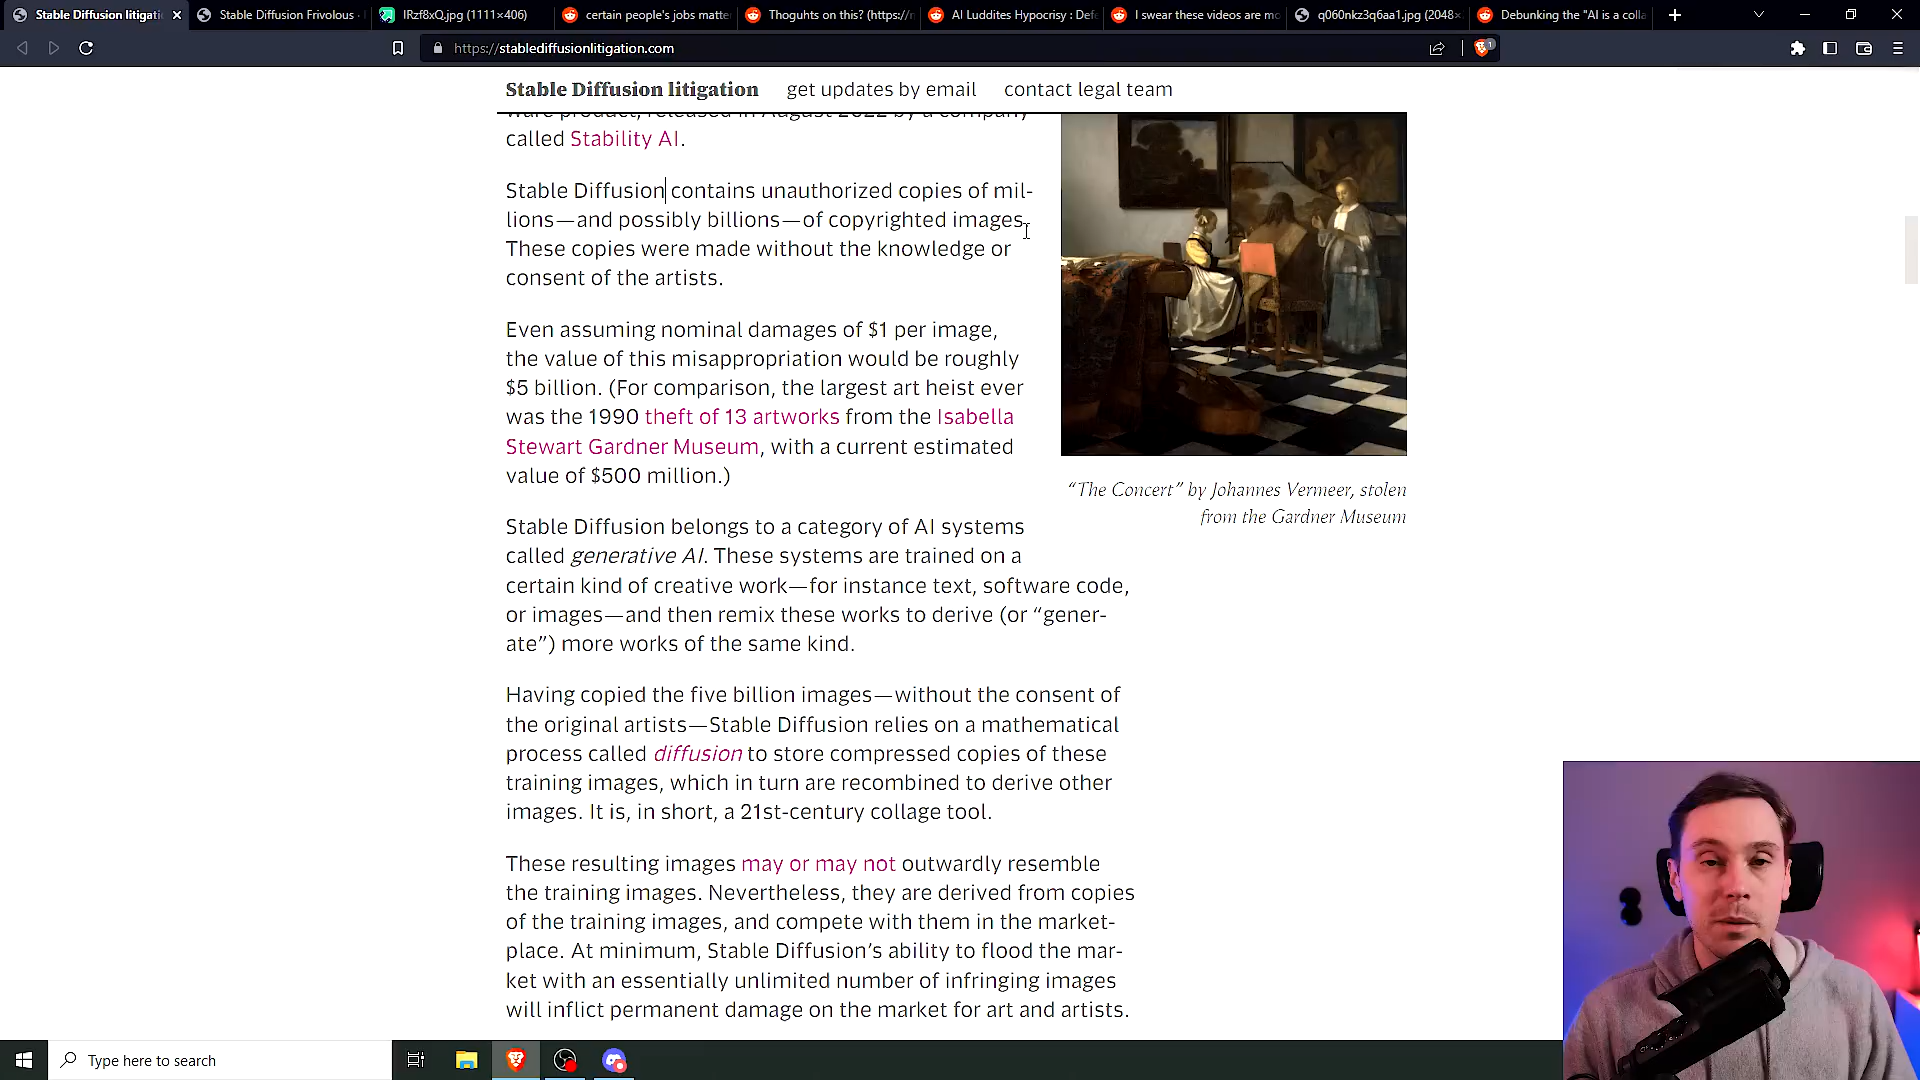 Stable Diffusion litigati
Stable Diffusion Frivolous ·
IRzf8xQ.jpg (1111×406)
certain people's jobs matte
Thoguhts on this? (https://r
AI Luddites Hypocrisy : Def
I swear these videos are mo
q060nkz3q6aa1.jpg (2048×
Debunking the "AI is a colla
https://stablediffusionlitigation.com
1
Stable Diffusion litigation get updates by email contact legal team
ware product, released in August 2022 by a company
called Stability AI.
Stable Diffusion contains unauthorized copies of mil-
lions—and possibly billions—of copyrighted images.
These copies were made without the knowledge or
consent of the artists.
Even assuming nominal damages of $1 per image,
the value of this misappropriation would be roughly
$5 billion. (For comparison, the largest art heist ever
was the 1990 theft of 13 artworks from the Isabella
Stewart Gardner Museum, with a current estimated
value of $500 million.)
“The Concert” by Johannes Vermeer, stolen
from the Gardner Museum
Stable Diffusion belongs to a category of AI systems
called generative AI. These systems are trained on a
certain kind of creative work—for instance text, software code,
or images—and then remix these works to derive (or “gener-
ate”) more works of the same kind.
Having copied the five billion images—without the consent of
the original artists—Stable Diffusion relies on a mathematical
process called diffusion to store compressed copies of these
training images, which in turn are recombined to derive other
images. It is, in short, a 21st-century collage tool.
These resulting images may or may not outwardly resemble
the training images. Nevertheless, they are derived from copies
of the training images, and compete with them in the market-
place. At minimum, Stable Diffusion’s ability to flood the mar-
ket with an essentially unlimited number of infringing images
will inflict permanent damage on the market for art and artists.
Type here to search